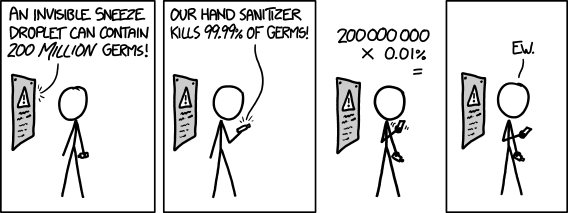 AN INVISIBLE SNEEZE
DROPLET CAN CONTAIN
200 MILLION GERMS!
OUR HAND SANITIZER
KILLS 99.99% OF GERMS!
200000000
× 0.01%
=
EW.